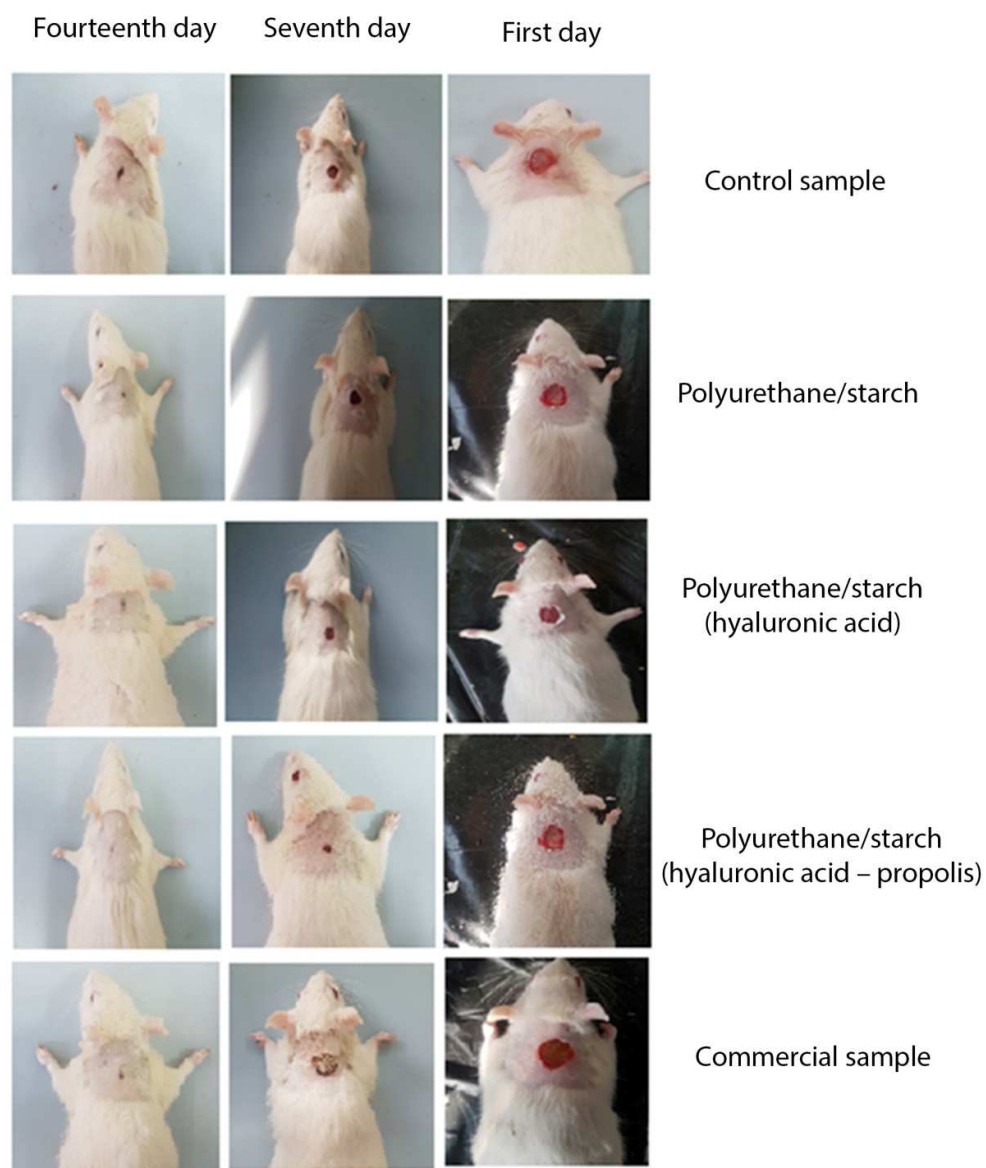 Fourteenth day
Seventh day
First day
Control sample
Polyurethane/starch
Polyurethane/starch
(hyaluronic acid)
Polyurethane/starch
(hyaluronic acid – propolis)
Commercial sample